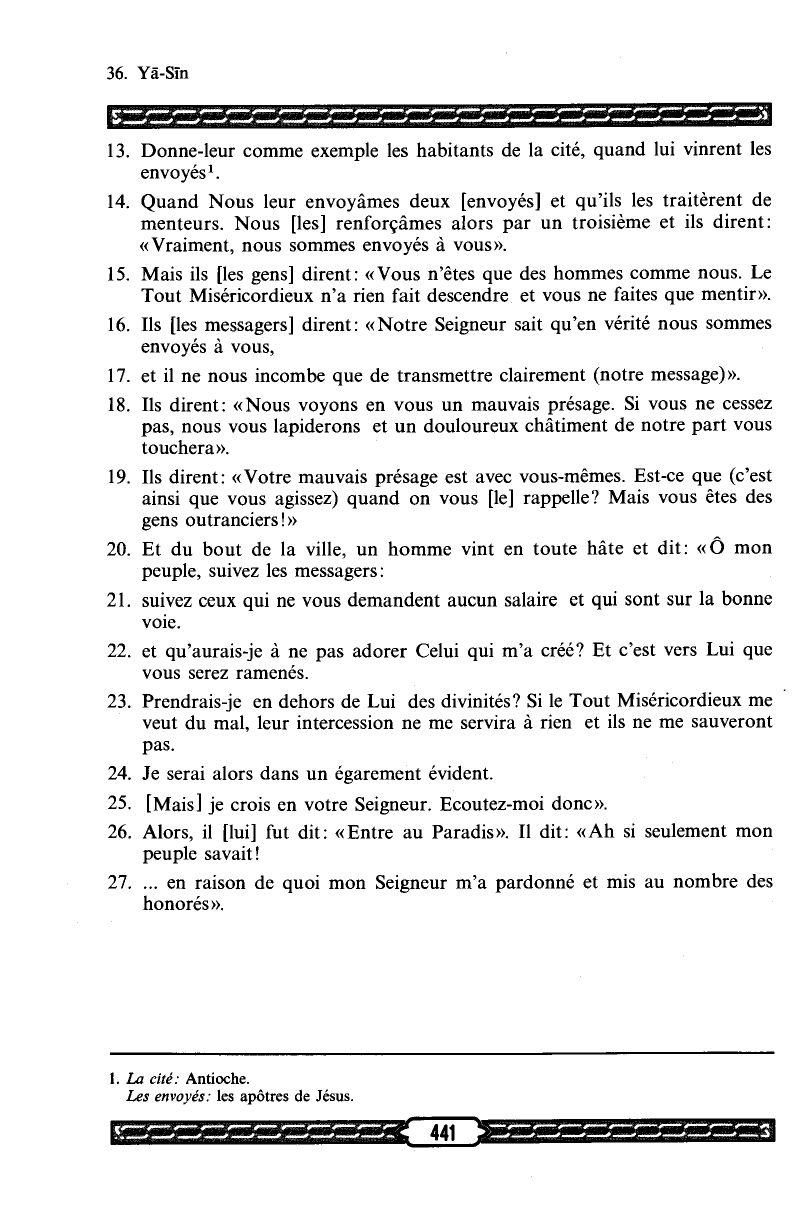 36. Yā-Sīn
13. Donne-leur comme exemple les habitants de la cité, quand lui vinrent les
envoyés¹.
14. Quand Nous leur envoyâmes deux [envoyés] et qu'ils les traitèrent de
menteurs. Nous [les] renforçâmes alors par un troisième et ils dirent:
«Vraiment, nous sommes envoyés à vous».
15. Mais ils [les gens] dirent: «Vous n'êtes que des hommes comme nous. Le
Tout Miséricordieux n'a rien fait descendre et vous ne faites que mentir».
16. Ils [les messagers] dirent: «Notre Seigneur sait qu'en vérité nous sommes
envoyés à vous,
17. et il ne nous incombe que de transmettre clairement (notre message)».
18. Ils dirent: «Nous voyons en vous un mauvais présage. Si vous ne cessez
pas, nous vous lapiderons et un douloureux châtiment de notre part vous
touchera».
19. Ils dirent: «Votre mauvais présage est avec vous-mêmes. Est-ce que (c'est
ainsi que vous agissez) quand on vous [le] rappelle? Mais vous êtes des
gens outranciers!»
20. Et du bout de la ville, un homme vint en toute hâte et dit: «Ô mon
peuple, suivez les messagers:
21. suivez ceux qui ne vous demandent aucun salaire et qui sont sur la bonne
voie.
22. et qu'aurais-je à ne pas adorer Celui qui m'a créé? Et c'est vers Lui que
vous serez ramenés.
23. Prendrais-je en dehors de Lui des divinités? Si le Tout Miséricordieux me
veut du mal, leur intercession ne me servira à rien et ils ne me sauveront
pas.
24. Je serai alors dans un égarement évident.
25. [Mais] je crois en votre Seigneur. Ecoutez-moi donc».
26. Alors, il [lui] fut dit: «Entre au Paradis». Il dit: «Ah si seulement mon
peuple savait!
27. ... en raison de quoi mon Seigneur m'a pardonné et mis au nombre des
honorés».
1. La cité: Antioche.
Les envoyés: les apôtres de Jésus.
441